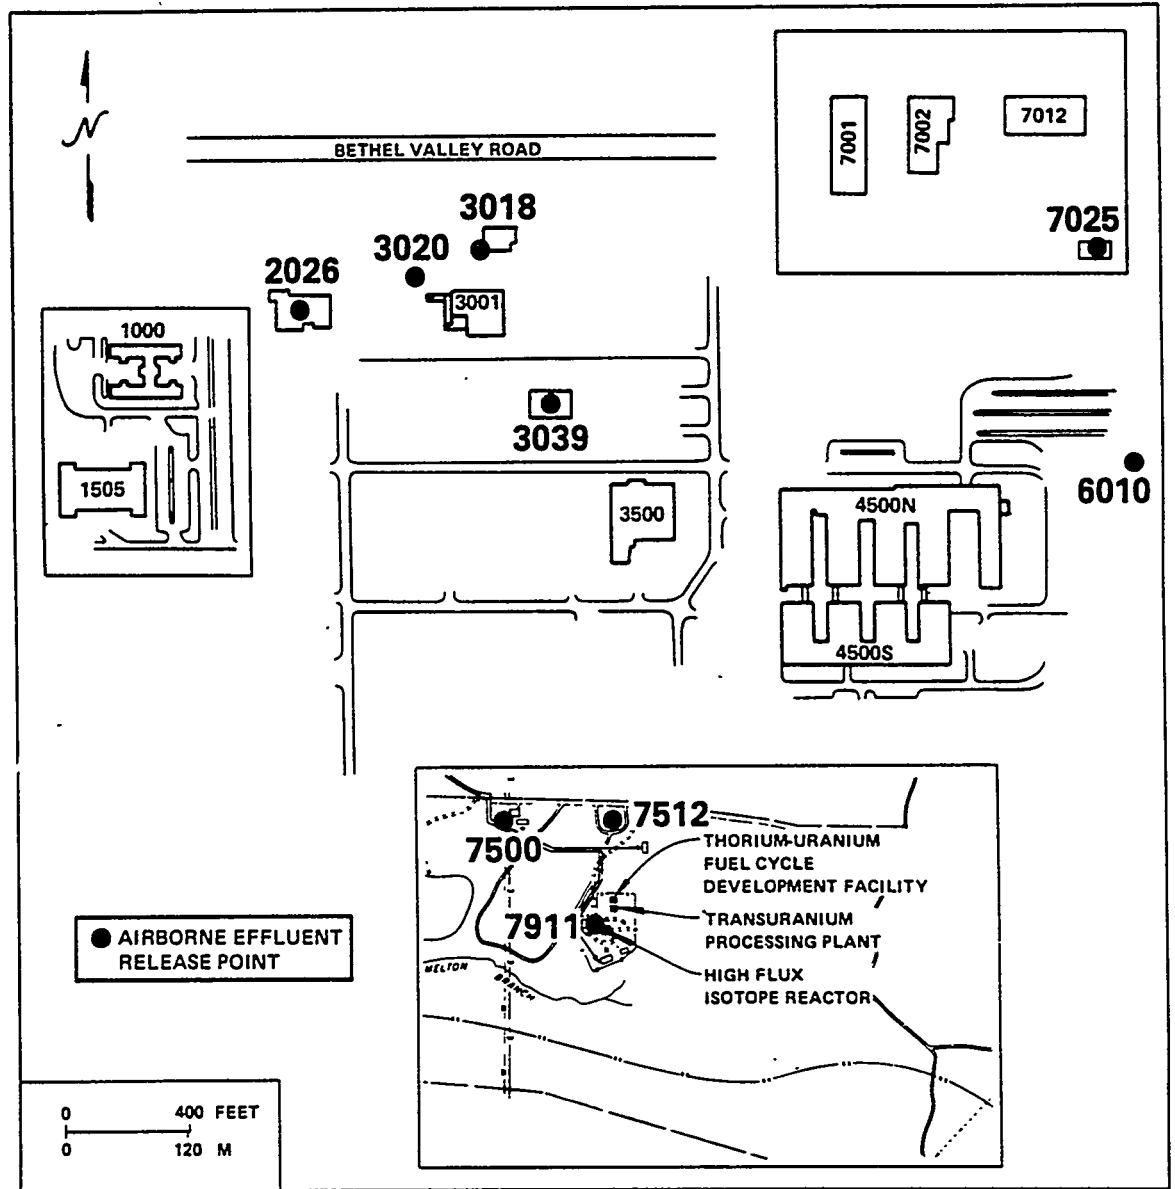 N
BETHEL VALLEY ROAD
7001
7002
7012
7025
3018
3020
2026
3001
1000
1505
3039
3500
4500N
4500S
6010
7512
7500
THORIUM-URANIUM
FUEL CYCLE
DEVELOPMENT FACILITY
7911
TRANSURANIUM
PROCESSING PLANT
HIGH FLUX
ISOTOPE REACTOR
MELTON
BRANCH
AIRBORNE EFFLUENT
RELEASE POINT
0 400 FEET
0 120 M